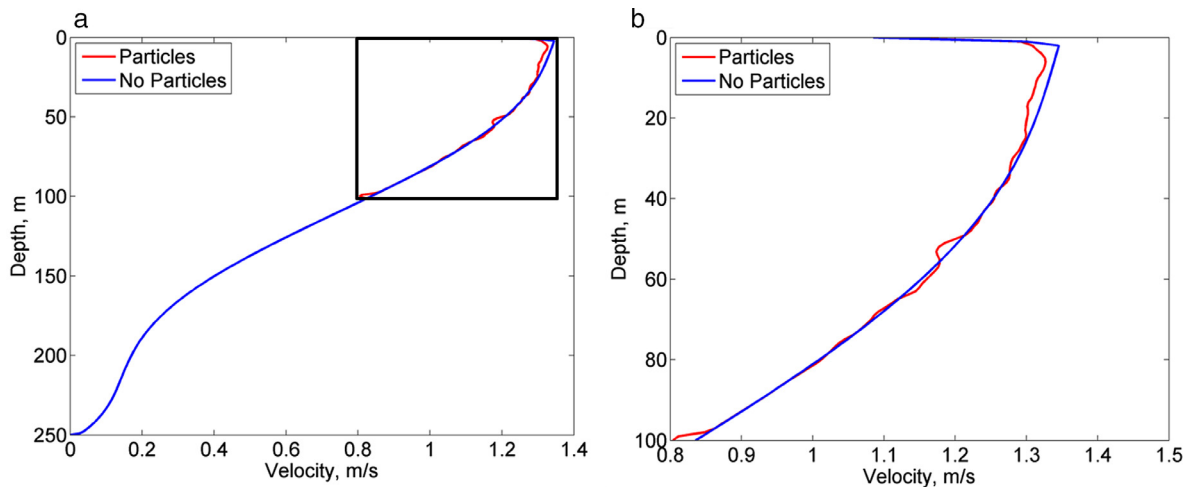 a
0
50
100
150
200
250
Depth, m
Particles
No Particles
0
0.2
0.4
0.6
0.8
1
1.2
1.4
Velocity, m/s
b
0
20
40
60
80
100
Depth, m
Particles
No Particles
0.8
0.9
1
1.1
1.2
1.3
1.4
1.5
Velocity, m/s